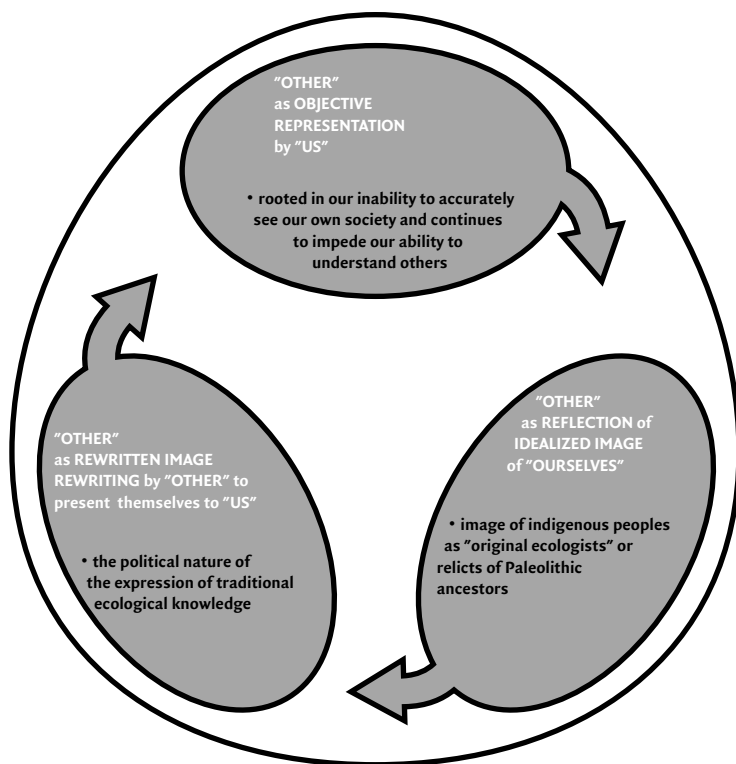 "OTHER"
as OBJECTIVE
REPRESENTATION
by "US"
• rooted in our inability to accurately
see our own society and continues
to impede our ability to
understand others
"OTHER"
as REFLECTION of
IDEALIZED IMAGE
of "OURSELVES"
• image of indigenous peoples
as "original ecologists" or
relicts of Paleolithic
ancestors
"OTHER"
as REWRITTEN IMAGE
REWRITING by "OTHER" to
present themselves to "US"
• the political nature of
the expression of traditional
ecological knowledge